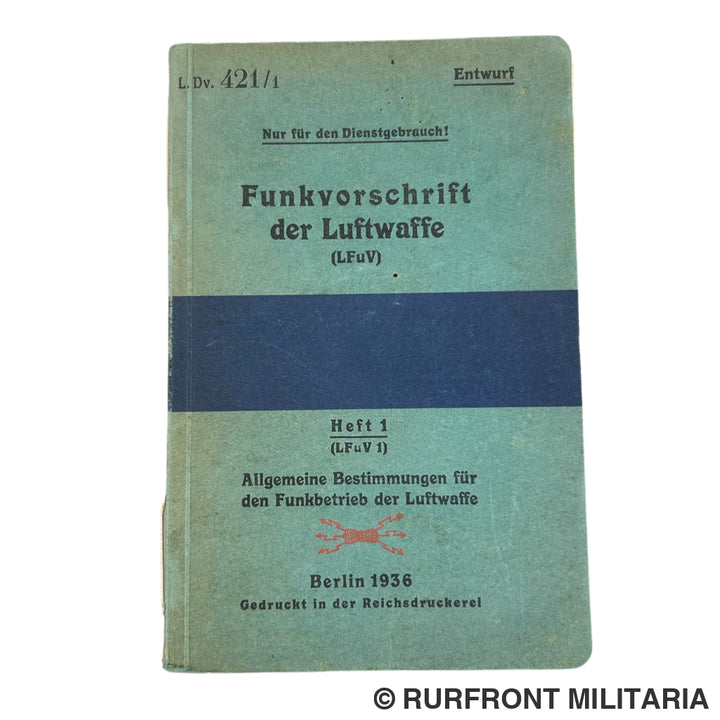 L.Dv. 421/1
Entwurf
Nur für den Dienstgebrauch!
Funkvorschrift
der Luftwaffe
(LFuV)
Heft 1
(LFuV 1)
Allgemeine Bestimmungen für
den Funkbetrieb der Luftwaffe
Berlin 1936
Gedruckt in der Reichsdruckerei
© RURFRONT MILITARIA